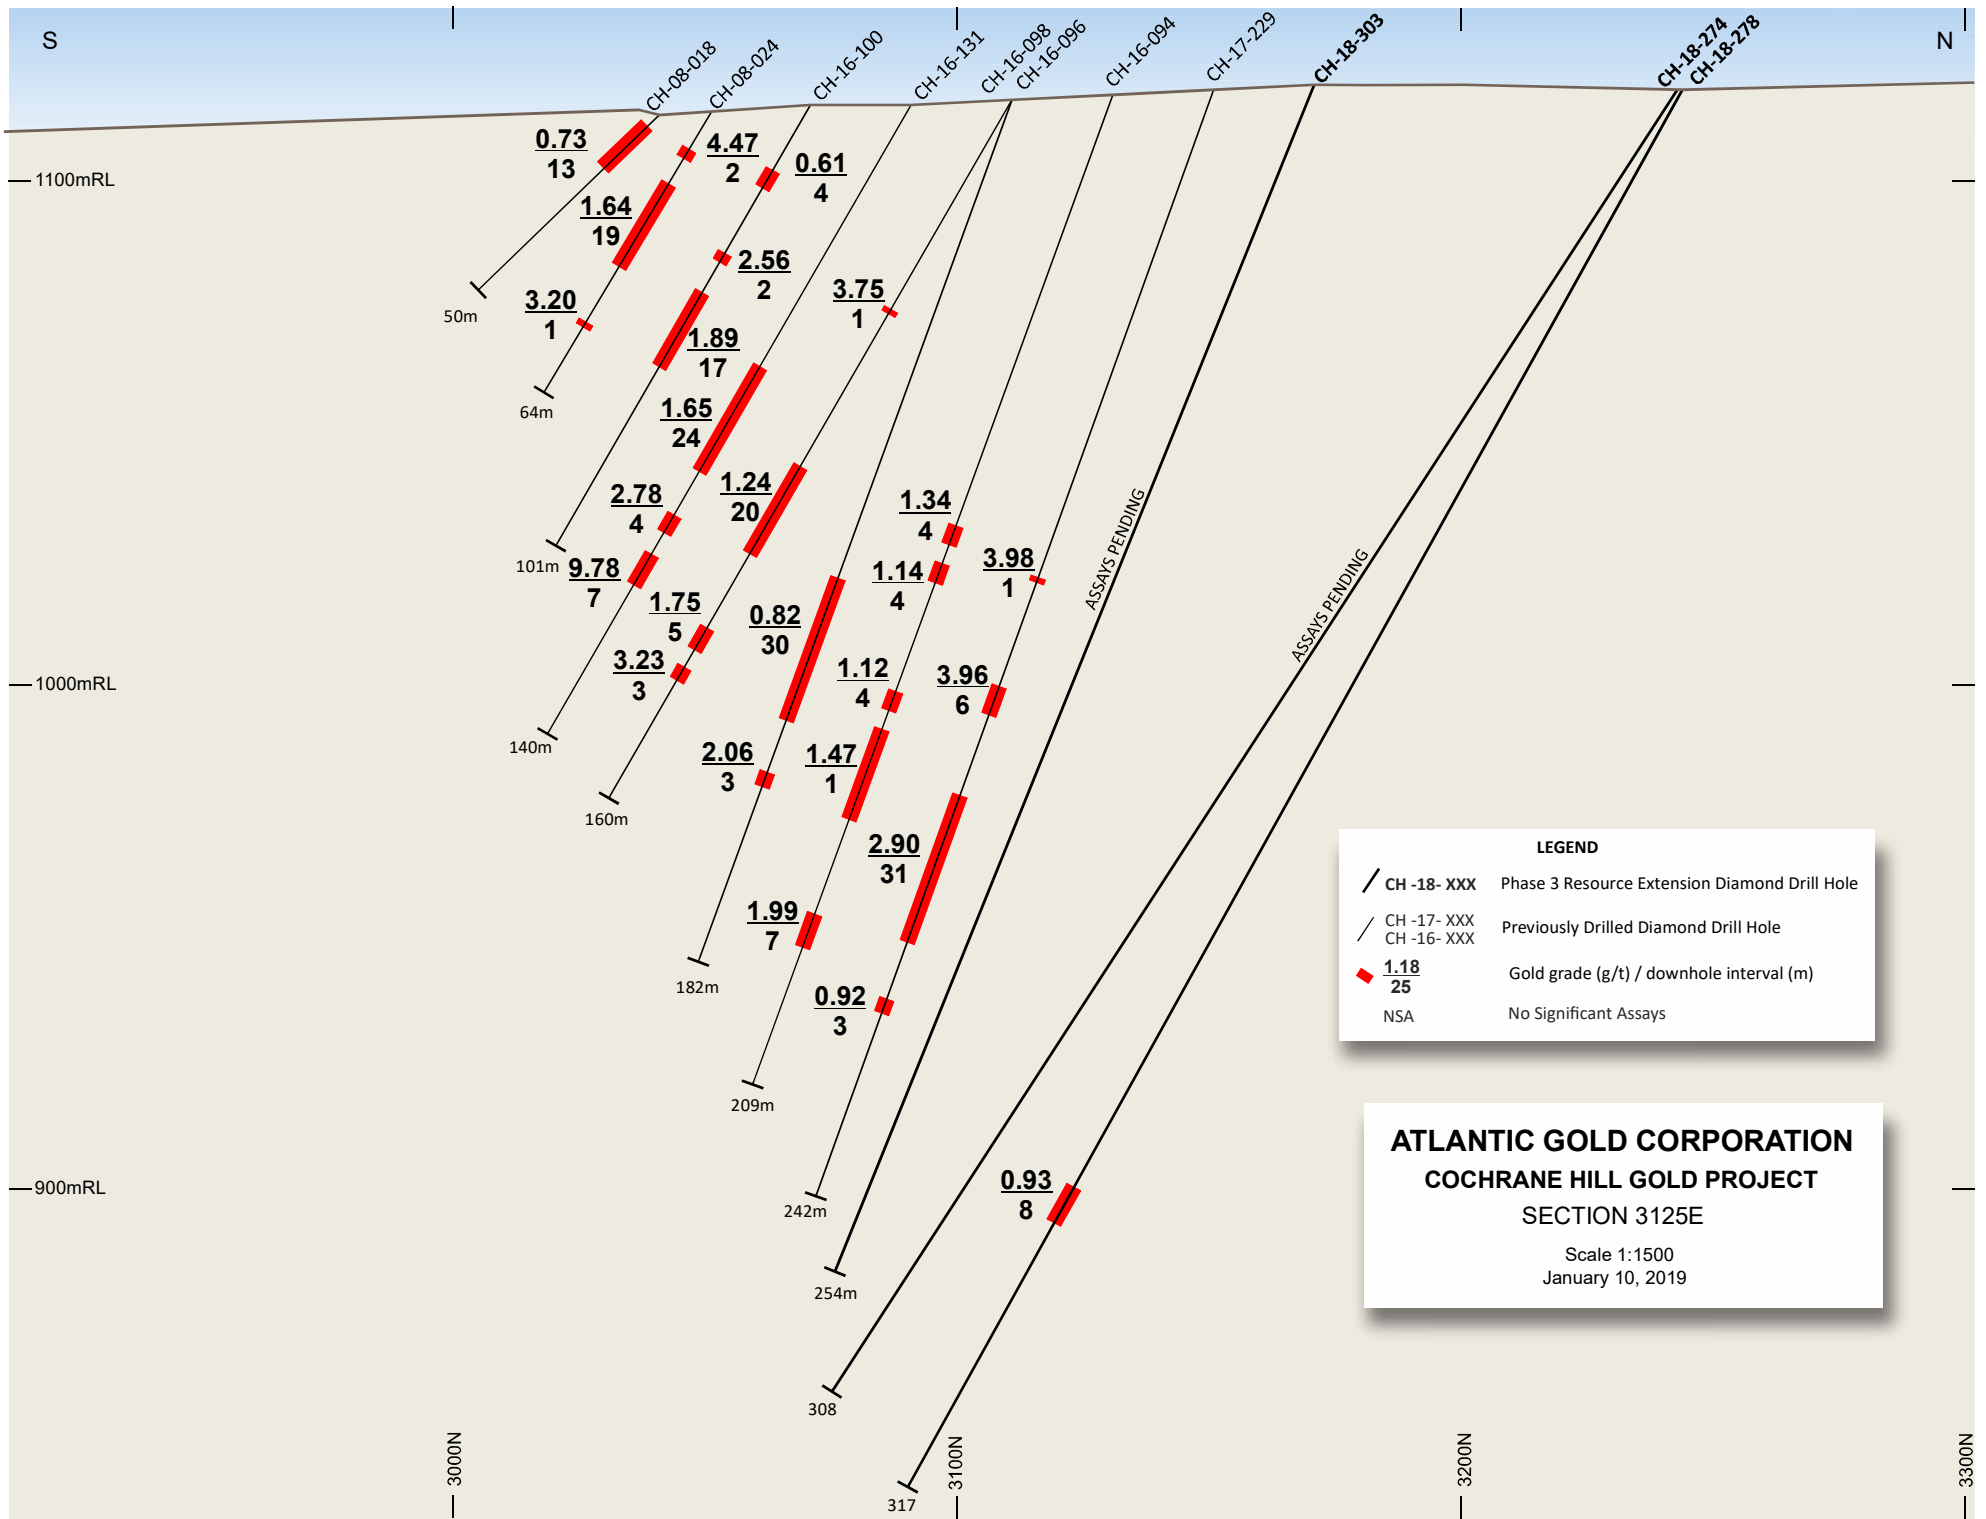 S
N
CH-08-018
CH-08-024
CH-16-100
CH-16-131
CH-16-098
CH-16-096
CH-16-094
CH-17-229
CH-18-303
CH-18-274
CH-18-278
1100mRL
1000mRL
900mRL
0.73
13
4.47
2
0.61
4
1.64
19
2.56
2
3.20
1
3.75
1
50m
1.89
17
64m
1.65
24
1.24
20
2.78
4
1.34
4
101m
9.78
7
1.14
4
3.98
1
ASSAYS PENDING
ASSAYS PENDING
1.75
5
0.82
30
3.23
3
1.12
4
3.96
6
140m
2.06
3
1.47
1
160m
2.90
31
1.99
7
182m
0.92
3
209m
242m
0.93
8
254m
308
317
LEGEND
CH -18- XXX Phase 3 Resource Extension Diamond Drill Hole
CH -17- XXX
CH -16- XXX
Previously Drilled Diamond Drill Hole
1.18
25
Gold grade (g/t) / downhole interval (m)
NSA No Significant Assays
ATLANTIC GOLD CORPORATION
COCHRANE HILL GOLD PROJECT
SECTION 3125E
Scale 1:1500
January 10, 2019
3000N
3100N
3200N
3300N